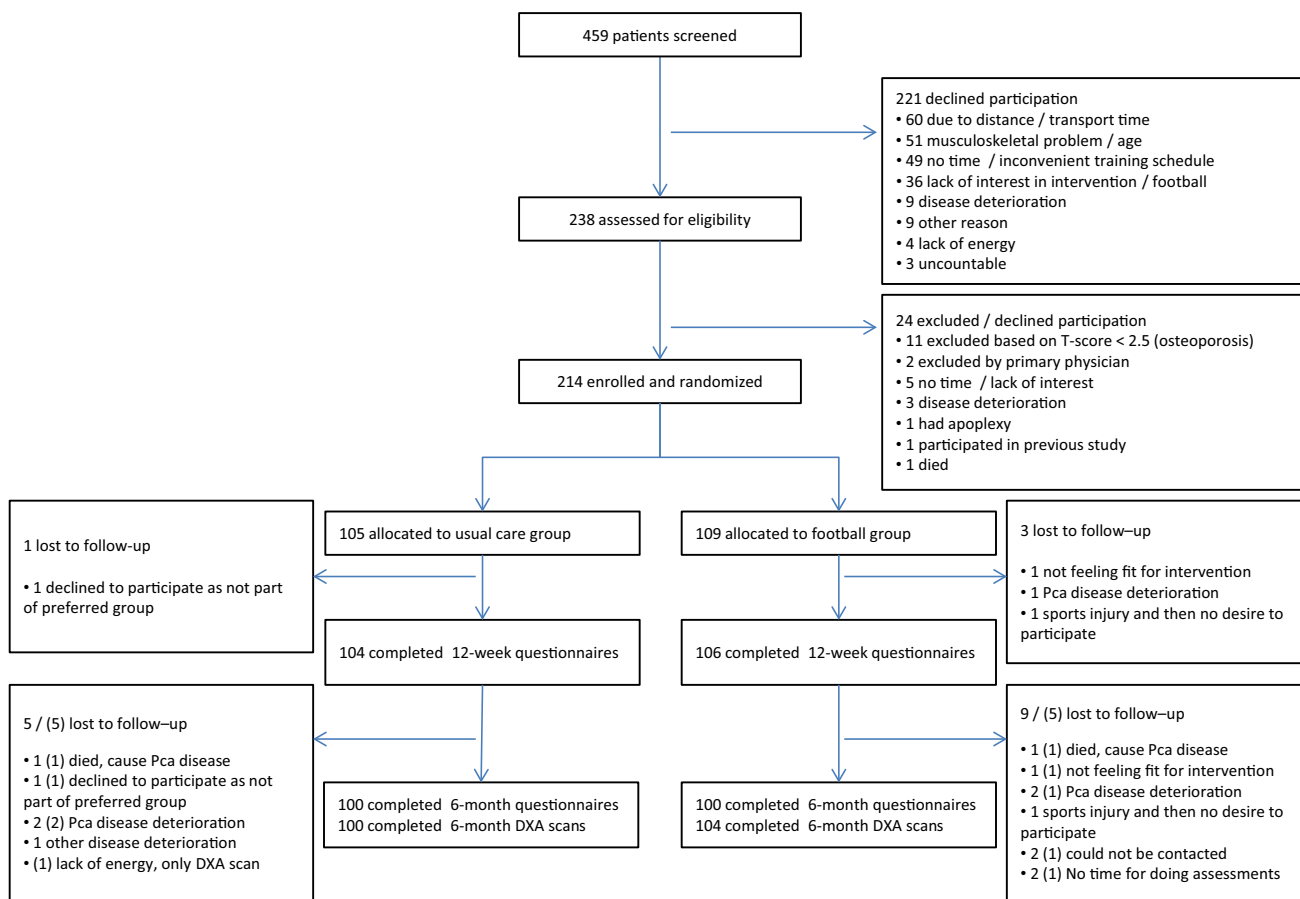 459 patients screened
221 declined participation
• 60 due to distance / transport time
• 51 musculoskeletal problem / age
• 49 no time / inconvenient training schedule
• 36 lack of interest in intervention / football
• 9 disease deterioration
• 9 other reason
• 4 lack of energy
• 3 uncountable
238 assessed for eligibility
24 excluded / declined participation
• 11 excluded based on T-score < 2.5 (osteoporosis)
• 2 excluded by primary physician
• 5 no time / lack of interest
• 3 disease deterioration
• 1 had apoplexy
• 1 participated in previous study
• 1 died
214 enrolled and randomized
105 allocated to usual care group
109 allocated to football group
1 lost to follow-up
• 1 declined to participate as not part
of preferred group
3 lost to follow–up
• 1 not feeling fit for intervention
• 1 Pca disease deterioration
• 1 sports injury and then no desire to
participate
104 completed 12-week questionnaires
106 completed 12-week questionnaires
5 / (5) lost to follow–up
• 1 (1) died, cause Pca disease
• 1 (1) declined to participate as not
part of preferred group
• 2 (2) Pca disease deterioration
• 1 other disease deterioration
• (1) lack of energy, only DXA scan
9 / (5) lost to follow–up
• 1 (1) died, cause Pca disease
• 1 (1) not feeling fit for intervention
• 2 (1) Pca disease deterioration
• 1 sports injury and then no desire to
participate
• 2 (1) could not be contacted
• 2 (1) No time for doing assessments
100 completed 6-month questionnaires
100 completed 6-month DXA scans
100 completed 6-month questionnaires
104 completed 6-month DXA scans